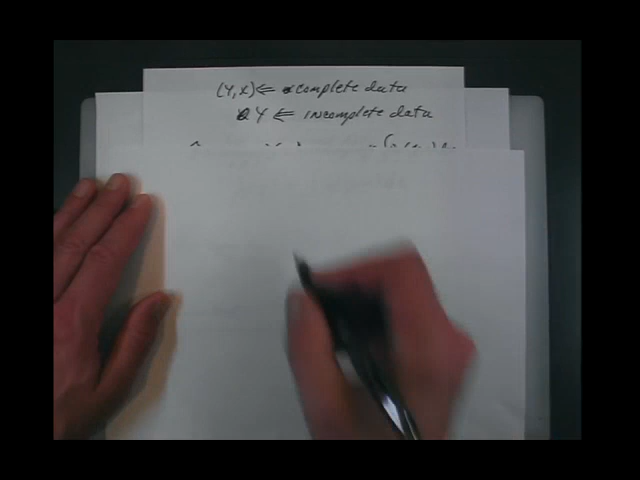 (Y,X) ⇐ complete data
Y ⇐ incomplete data